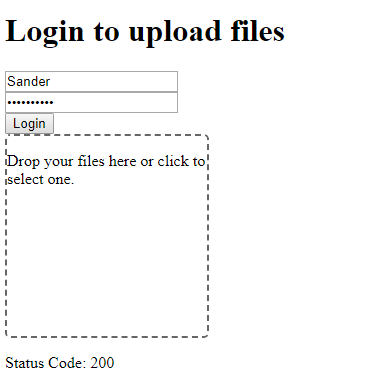 Login to upload files
Sander
••••••••••
Login
Drop your files here or click to
select one.
Status Code: 200